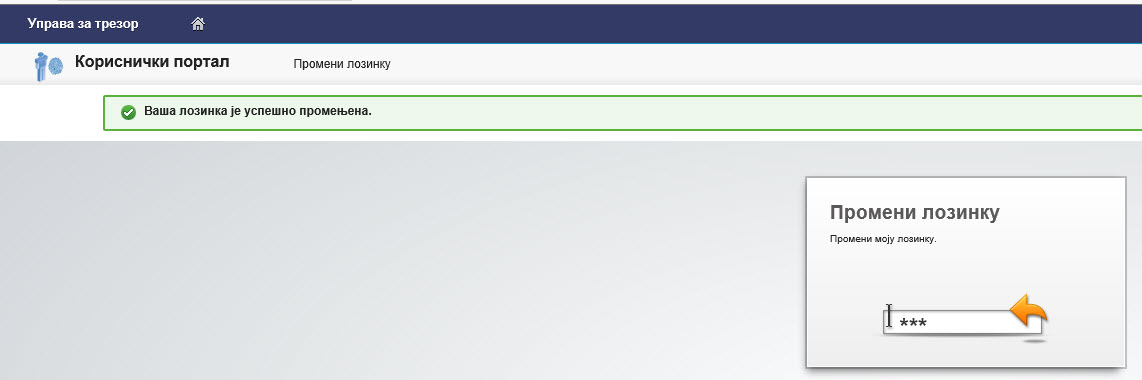 Управа за трезор
Кориснички портал
Промени лозинку
Ваша лозинка је успешно промењена.
Промени лозинку
Промени моју лозинку.
***